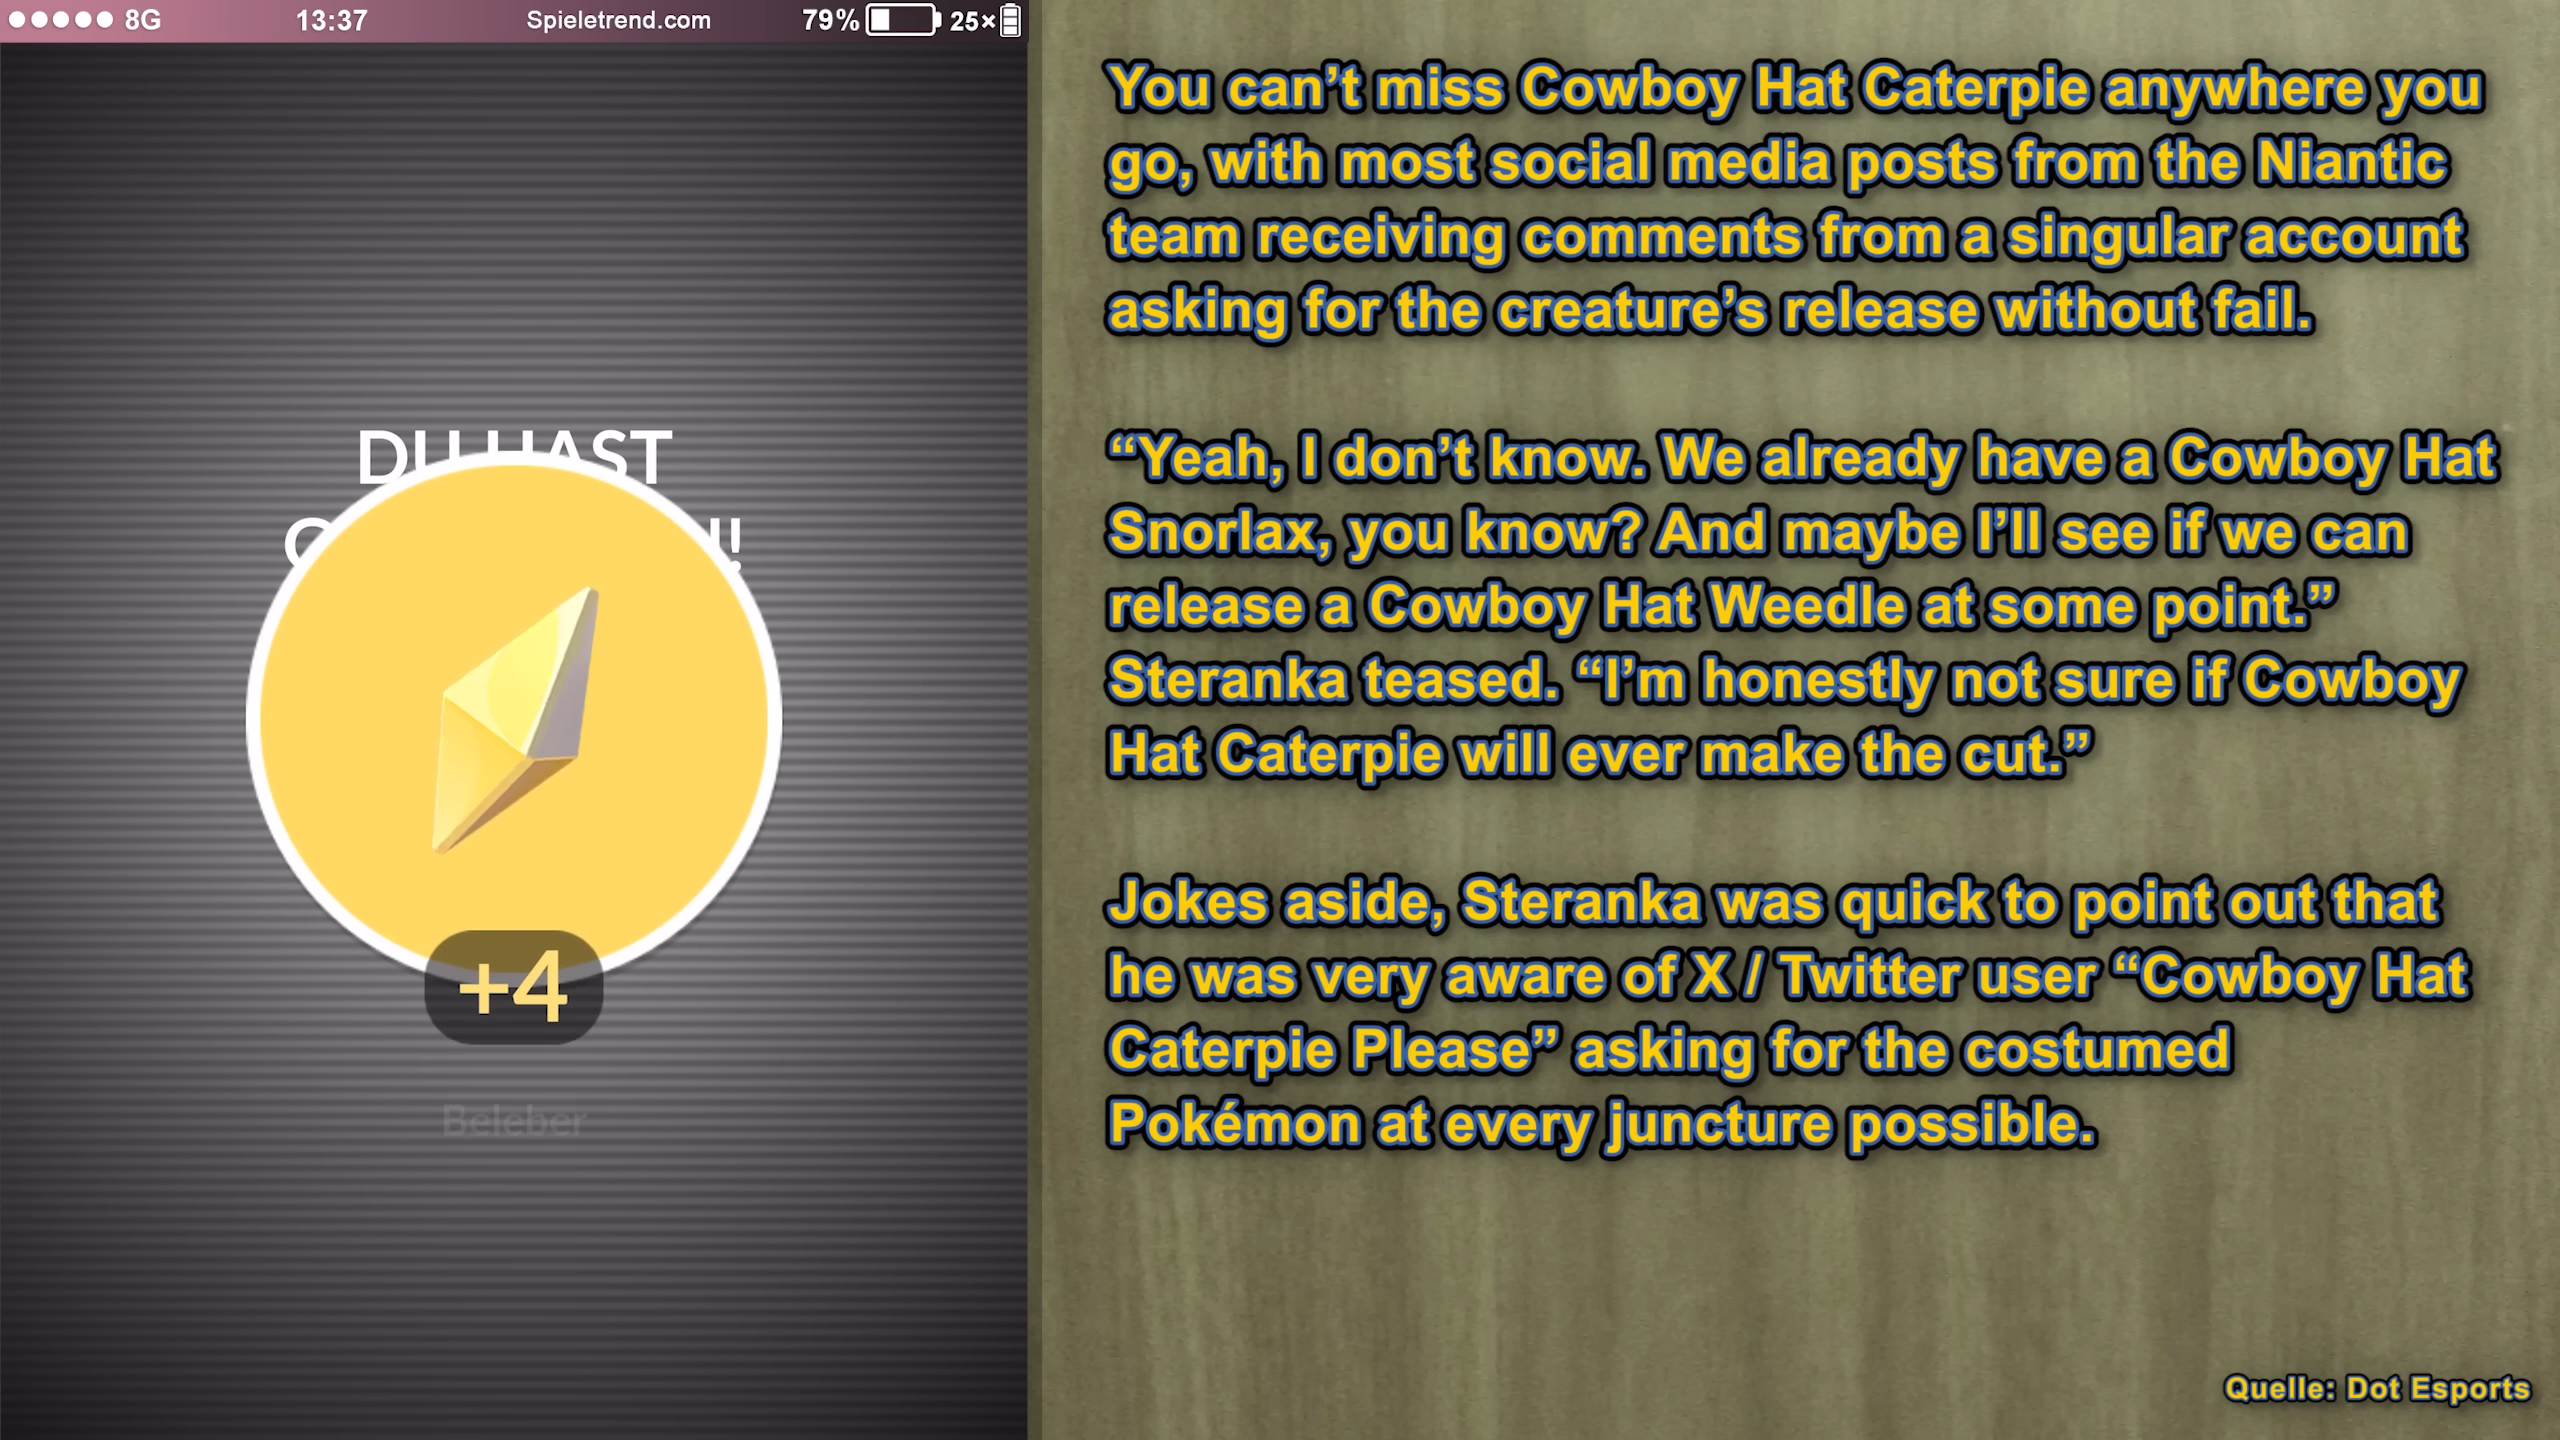 8G 13:37 Spieletrend.com 79% 25×
DU HAST
+4
Beleber
You can’t miss Cowboy Hat Caterpie anywhere you
go, with most social media posts from the Niantic
team receiving comments from a singular account
asking for the creature’s release without fail.
“Yeah, I don’t know. We already have a Cowboy Hat
Snorlax, you know? And maybe I’ll see if we can
release a Cowboy Hat Weedle at some point.”
Steranka teased. “I’m honestly not sure if Cowboy
Hat Caterpie will ever make the cut.”
Jokes aside, Steranka was quick to point out that
he was very aware of X / Twitter user “Cowboy Hat
Caterpie Please” asking for the costumed
Pokémon at every juncture possible.
Quelle: Dot Esports